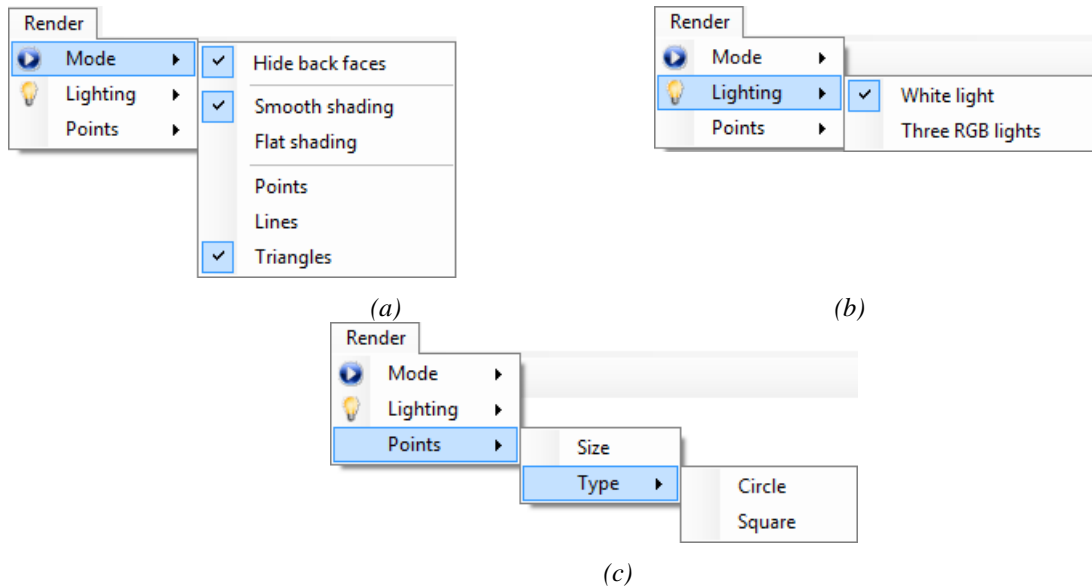 Render
Mode
Lighting
Points
Hide back faces
Smooth shading
Flat shading
Points
Lines
Triangles
(a)
Render
Mode
Lighting
Points
White light
Three RGB lights
(b)
Render
Mode
Lighting
Points
Size
Type
Circle
Square
(c)